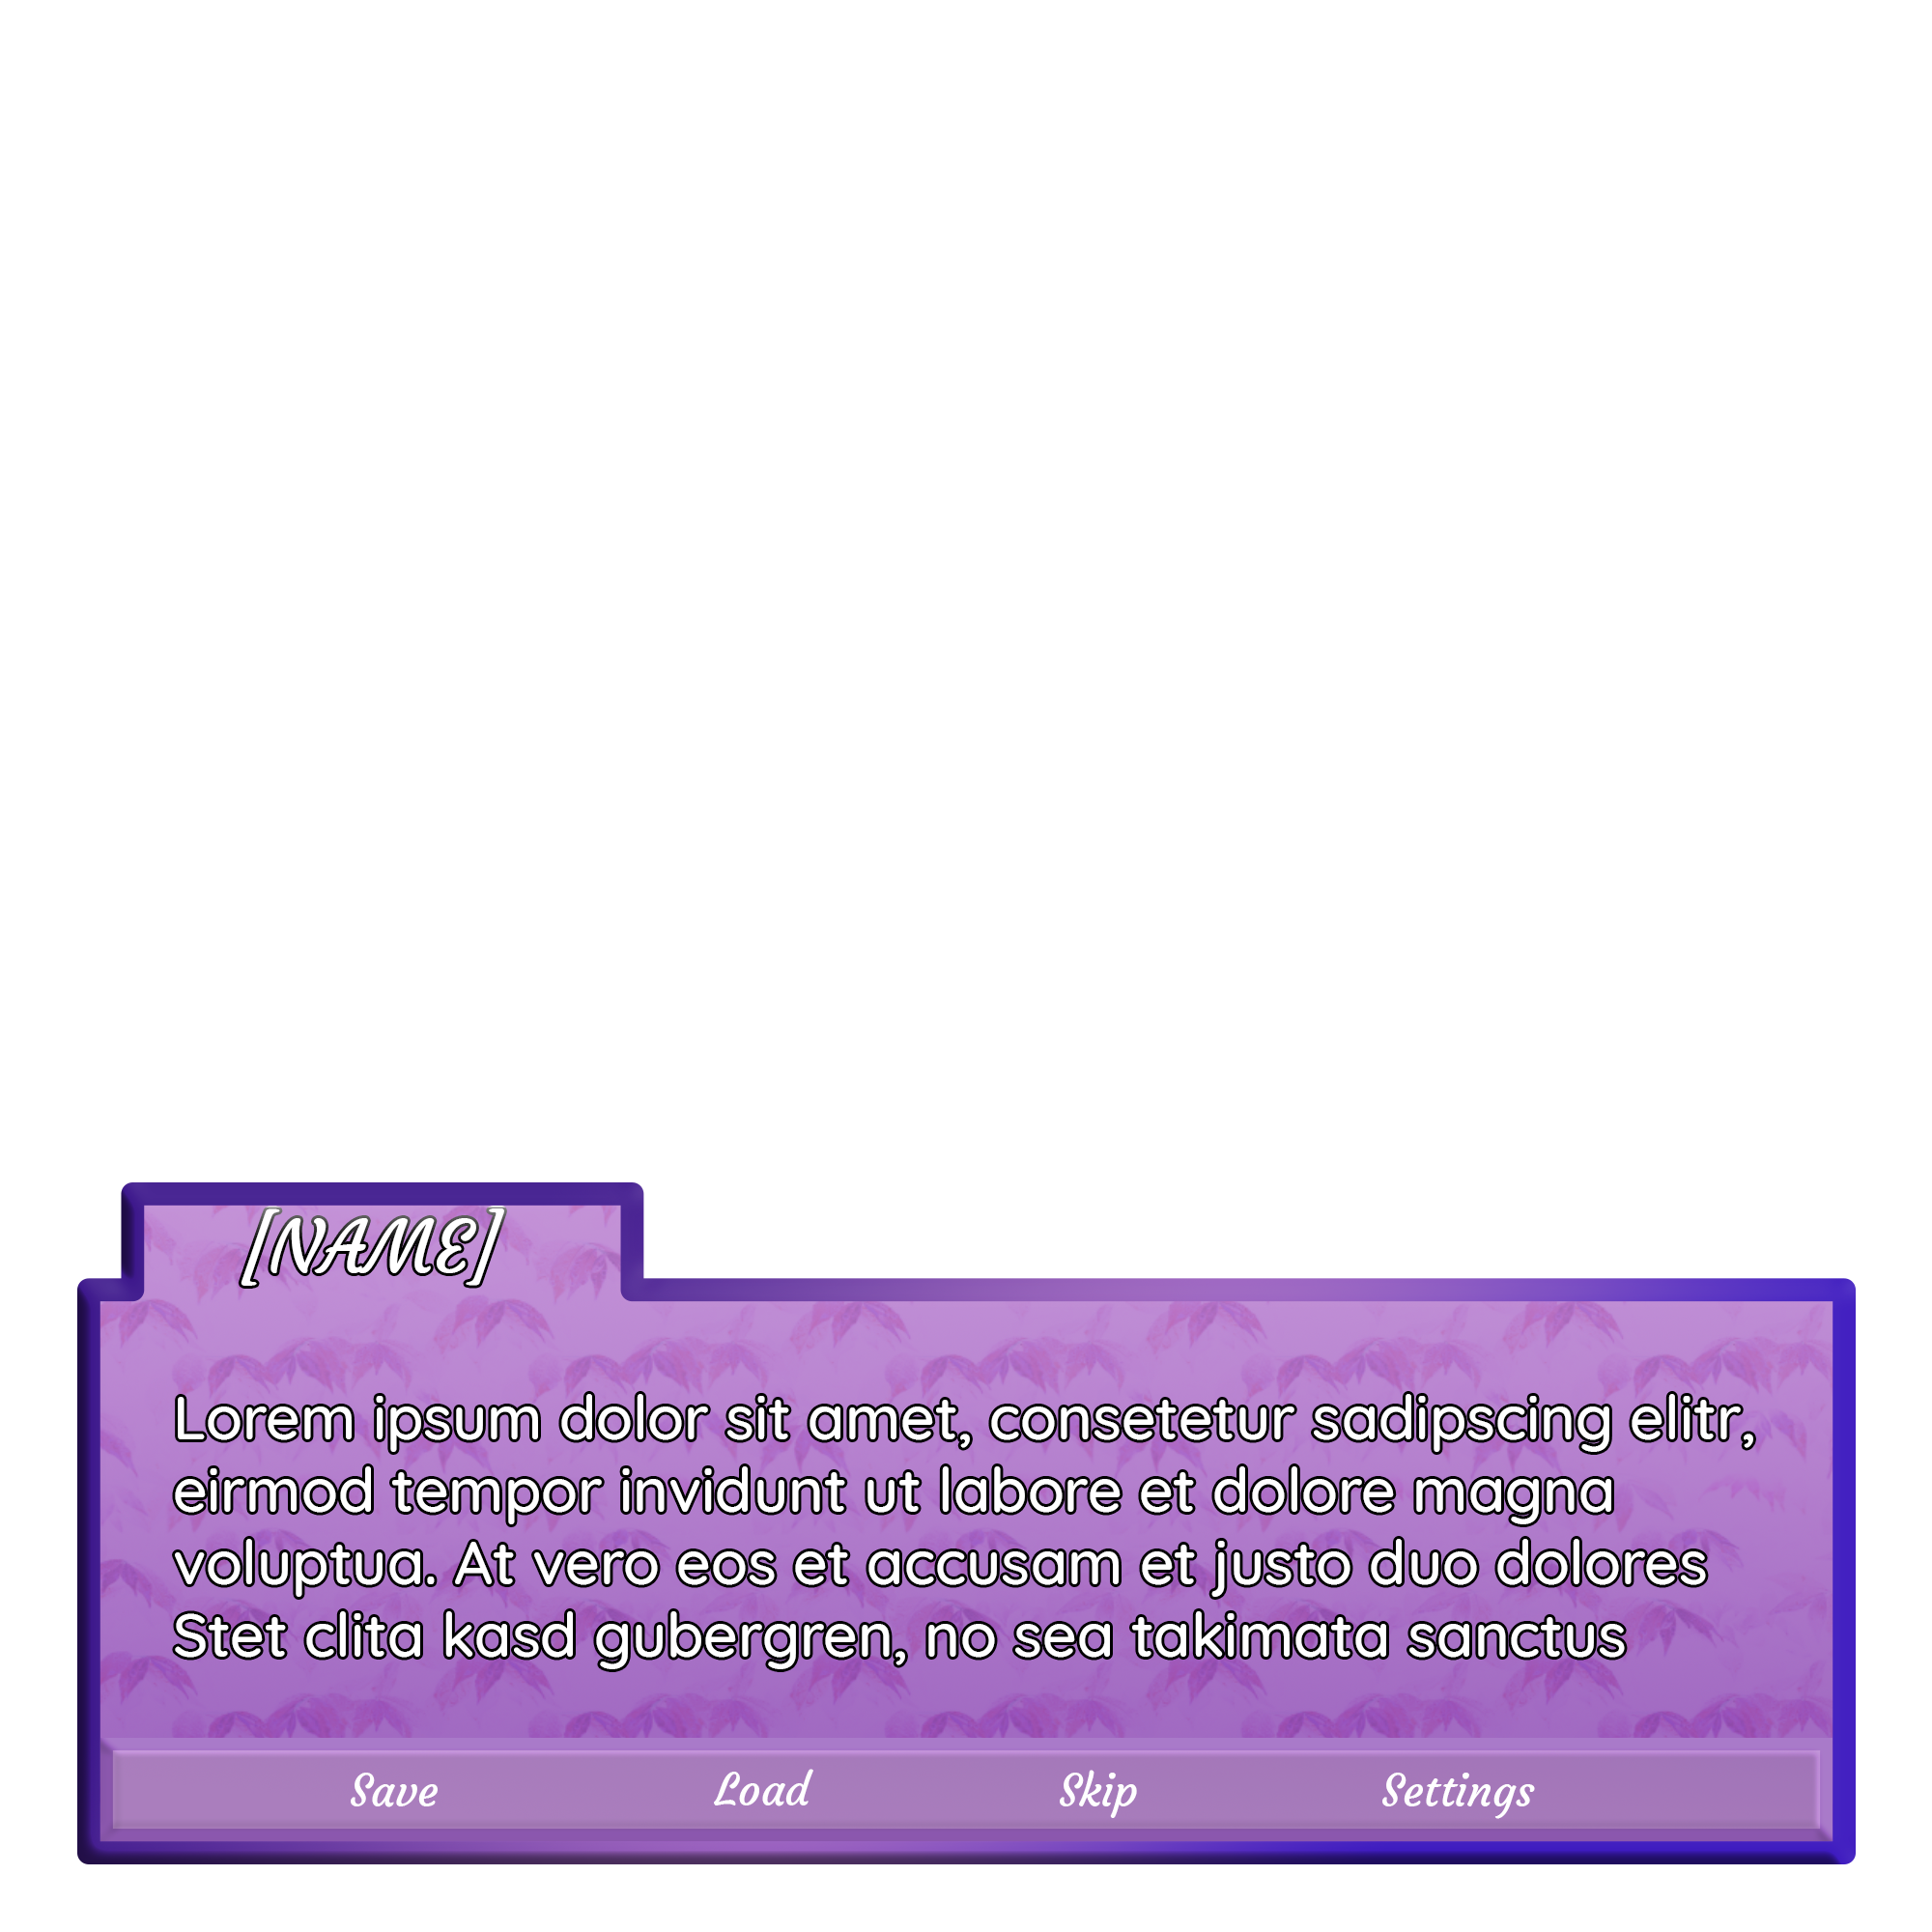 [NAME]
Lorem ipsum dolor sit amet, consetetur sadipscing elitr,
eirmod tempor invidunt ut labore et dolore magna
voluptua. At vero eos et accusam et justo duo dolores
Stet clita kasd gubergren, no sea takimata sanctus
Save Load Skip Settings